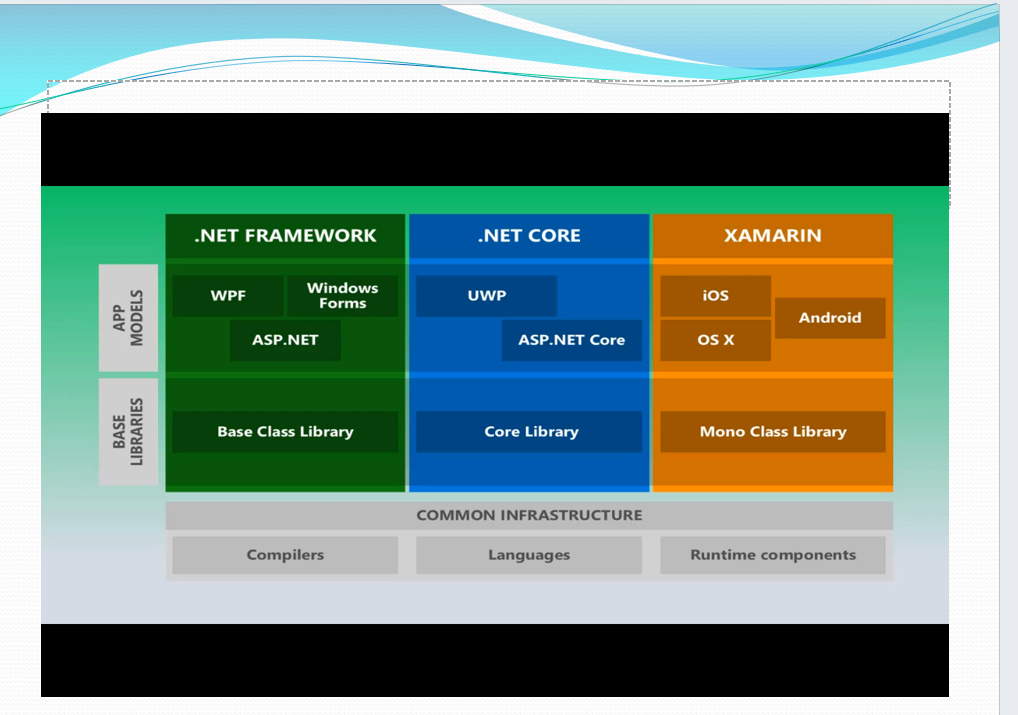 .NET FRAMEWORK
.NET CORE
XAMARIN
APP
MODELS
WPF
Windows
Forms
ASP.NET
UWP
ASP.NET Core
iOS
OS X
Android
BASE
LIBRARIES
Base Class Library
Core Library
Mono Class Library
COMMON INFRASTRUCTURE
Compilers
Languages
Runtime components